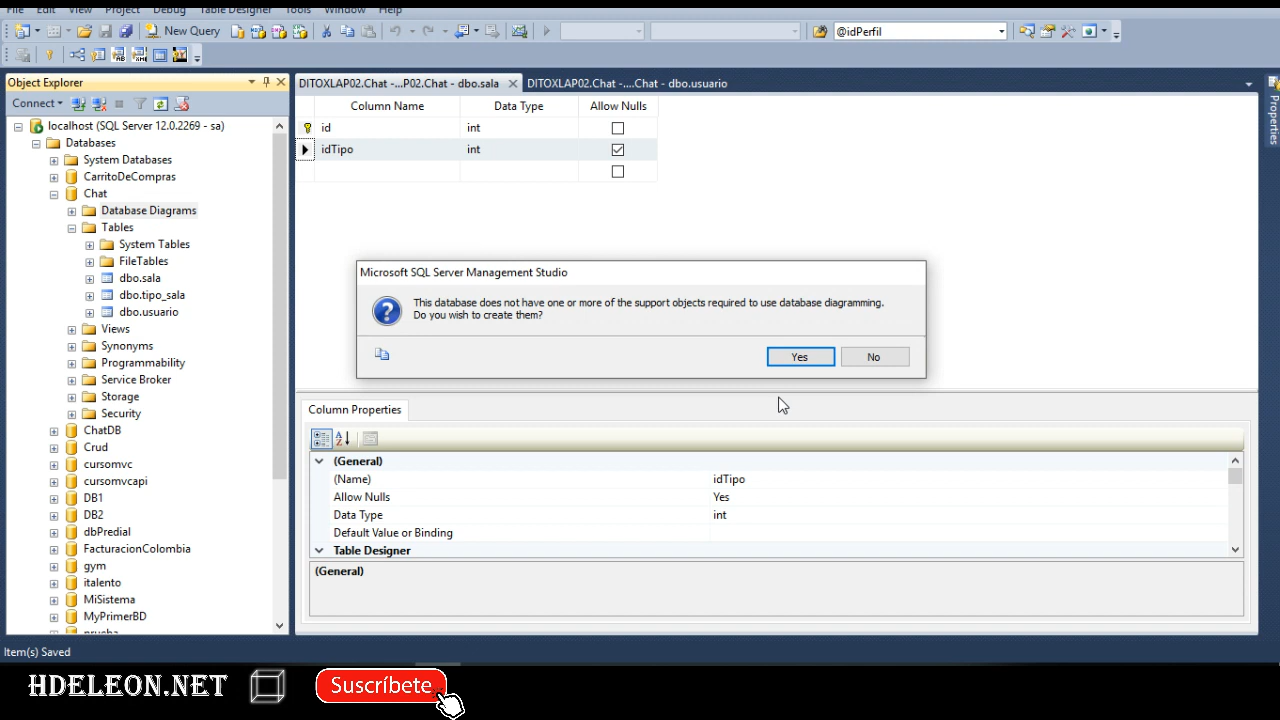 File Edit View Project Debug Table Designer Tools Window Help
New Query
@idPerfil
Object Explorer
Connect
localhost (SQL Server 12.0.2269 - sa)
Databases
System Databases
CarritoDeCompras
Chat
Database Diagrams
Tables
System Tables
FileTables
dbo.sala
dbo.tipo_sala
dbo.usuario
Views
Synonyms
Programmability
Service Broker
Storage
Security
ChatDB
Crud
cursomvc
cursomvcapi
DB1
DB2
dbPredial
FacturacionColombia
gym
italento
MiSistema
MyPrimerBD
prueba
DITOXLAP02.Chat -...P02.Chat - dbo.sala
DITOXLAP02.Chat -....Chat - dbo.usuario
Column Name Data Type Allow Nulls
id int
idTipo int
Microsoft SQL Server Management Studio
This database does not have one or more of the support objects required to use database diagramming.
Do you wish to create them?
Yes No
Column Properties
(General)
(Name) idTipo
Allow Nulls Yes
Data Type int
Default Value or Binding
Table Designer
(General)
Properties
Item(s) Saved
HDELEON.NET
Suscríbete